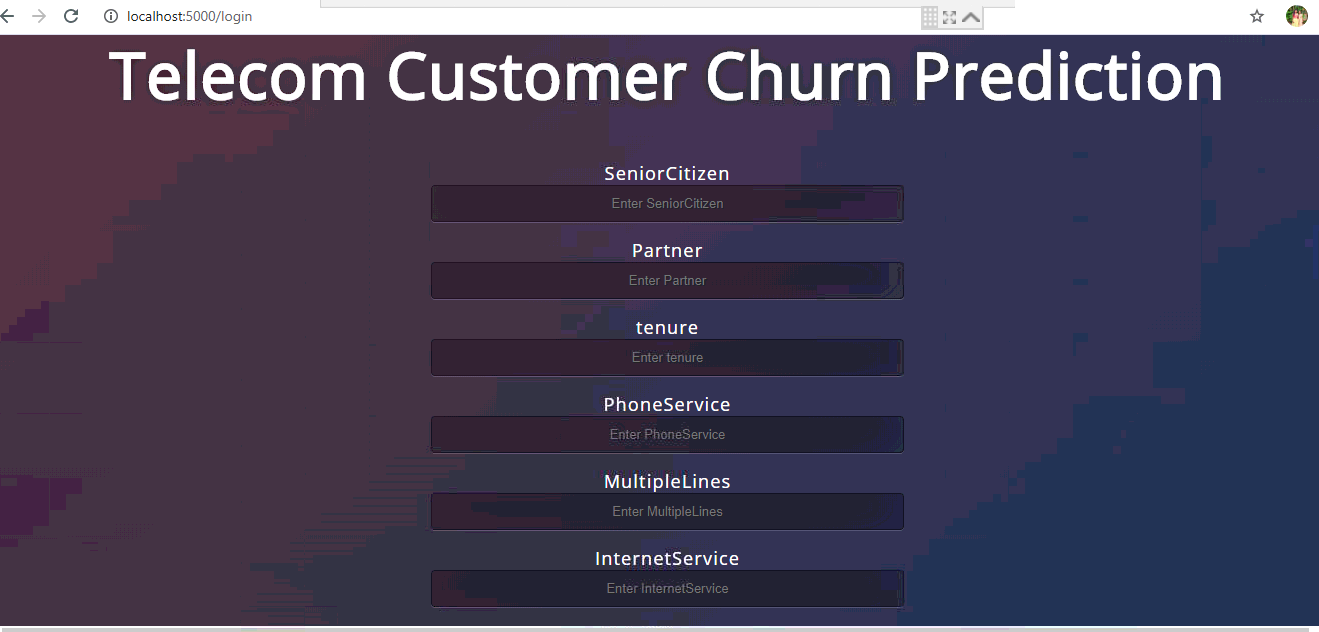 localhost:5000/login
Telecom Customer Churn Prediction
SeniorCitizen
Enter SeniorCitizen
Partner
Enter Partner
tenure
Enter tenure
PhoneService
Enter PhoneService
MultipleLines
Enter MultipleLines
InternetService
Enter InternetService